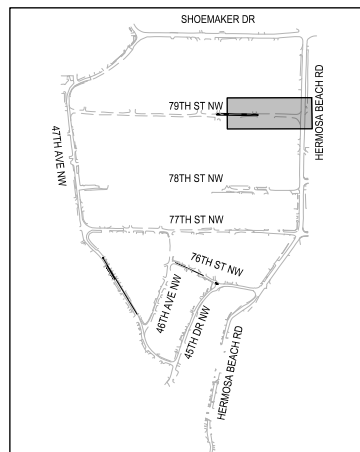 SHOEMAKER DR
79TH ST NW
HERMOSA BEACH RD
47TH AVE NW
78TH ST NW
77TH ST NW
76TH ST NW
46TH AVE NW
45TH DR NW
HERMOSA BEACH RD